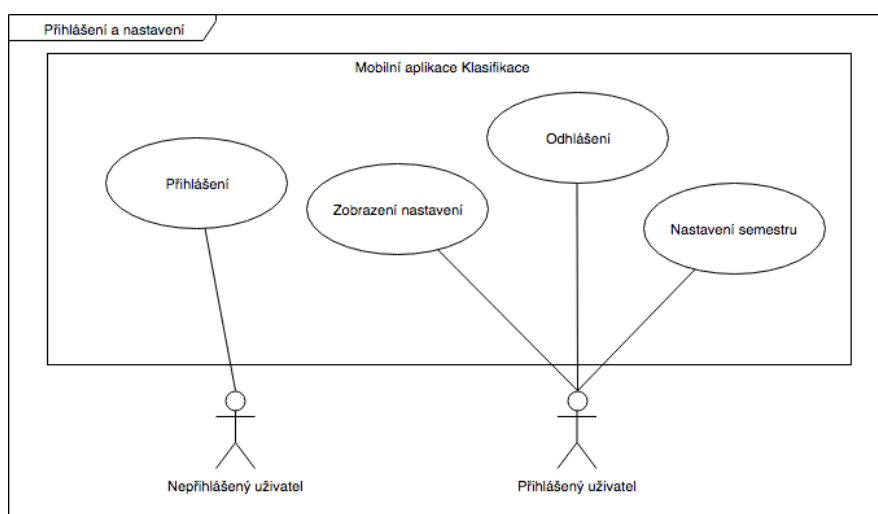 Přihlášení a nastavení
Mobilní aplikace Klasifikace
Odhlášení
Přihlášení
Zobrazení nastavení
Nastavení semestru
Nepřihlášený uživatel
Přihlášený uživatel